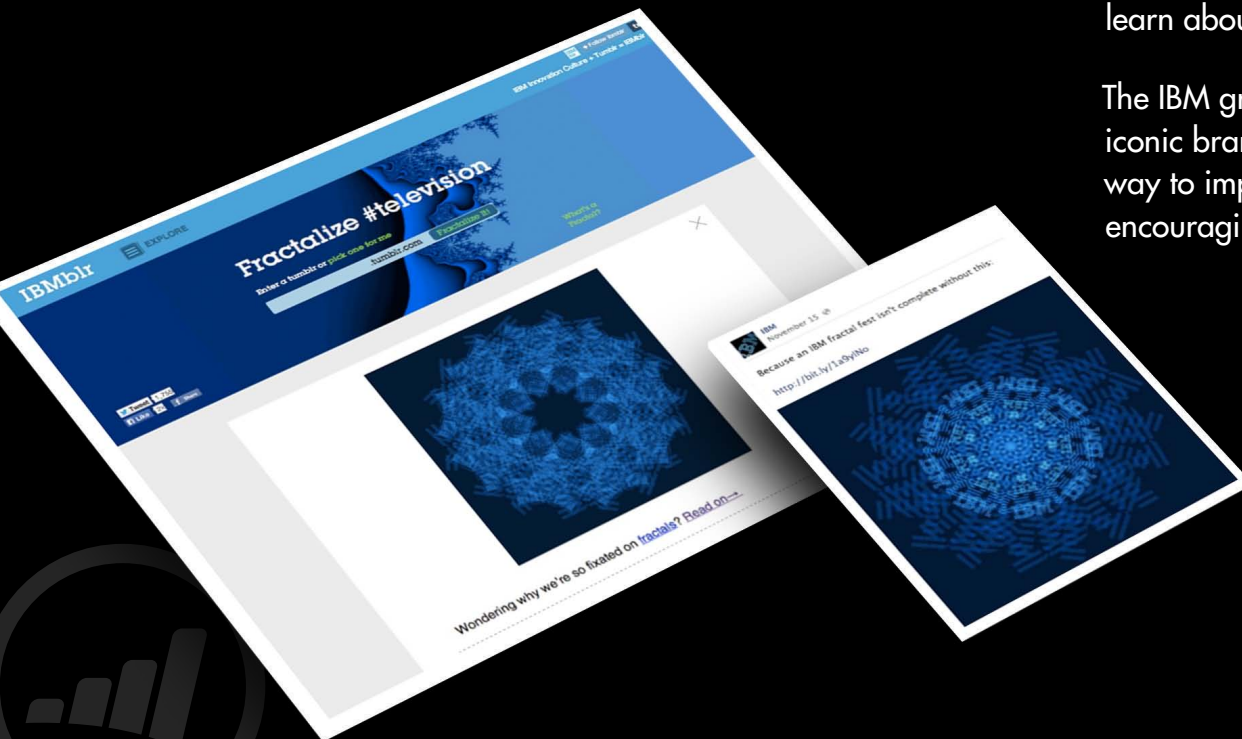 learn abou
The IBM gr
iconic bran
way to imp
encouragi
Follow ibmblr
IBM Innovation Culture + Tumblr = IBMblr
IBMblr
EXPLORE
Fractalize #television
Enter a tumblr or pick one for me
.tumblr.com
Fractalize it!
What's a
Fractal?
Tweet
Like
Share
Wondering why we're so fixated on fractals? Read on→
IBM
November 15
Because an IBM fractal fest isn't complete without this:
http://bit.ly/1a9yiNo